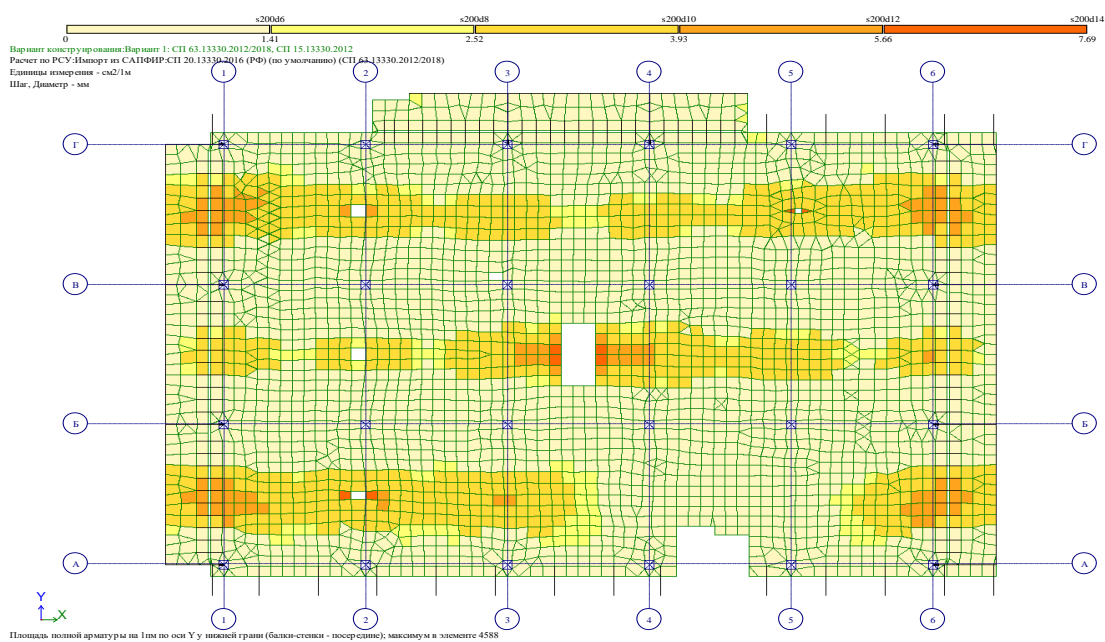 s200d6 s200d8 s200d10 s200d12 s200d14
0 1.41 2.52 3.93 5.66 7.69
Вариант конструирования:Вариант 1: СП 63.13330.2012/2018, СП 15.13330.2012
Расчет по РСУ:Импорт из САПФИР:СП 20.13330.2016 (РФ) (по умолчанию) (СП 63.13330.2012/2018)
Единицы измерения - см2/1м
Шаг, Диаметр - мм
1 2 3 4 5 6
Г Г
В В
Б Б
А А
Y
X
1 2 3 4 5 6
Площадь полной арматуры на 1пм по оси Y у нижней грани (балки-стенки - посередине); максимум в элементе 4588